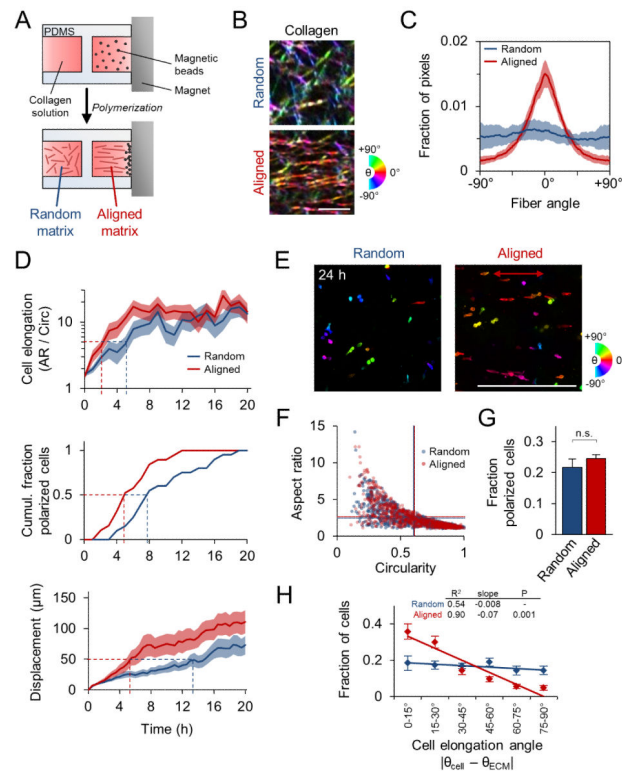 A
PDMS
Magnetic
beads
Magnet
Collagen
solution
Polymerization
Random
matrix
Aligned
matrix
B
Collagen
Random
Aligned
+90°
θ
0°
-90°
C
Fraction of pixels
0.02
0.01
0
Random
Aligned
-90°
0°
+90°
Fiber angle
D
Cell elongation
(AR / Circ)
10
1
Random
Aligned
0
4
8
12
16
20
Cumul. fraction
polarized cells
1
0.5
0
0
4
8
12
16
20
Displacement (µm)
150
100
50
0
0
4
8
12
16
20
Time (h)
E
Random
Aligned
24 h
+90°
θ
0
-90°
F
Aspect ratio
25
20
15
10
5
0
Random
Aligned
0
0.5
1
Circularity
G
Fraction
polarized cells
0.3
0.2
0.1
0
n.s.
Random
Aligned
H
R² slope P
Random 0.54 -0.008 -
Aligned 0.90 -0.07 0.001
Fraction of cells
0.4
0.2
0
0-15°
15-30°
30-45°
45-60°
60-75°
75-90°
Cell elongation angle
|θcell − θECM|